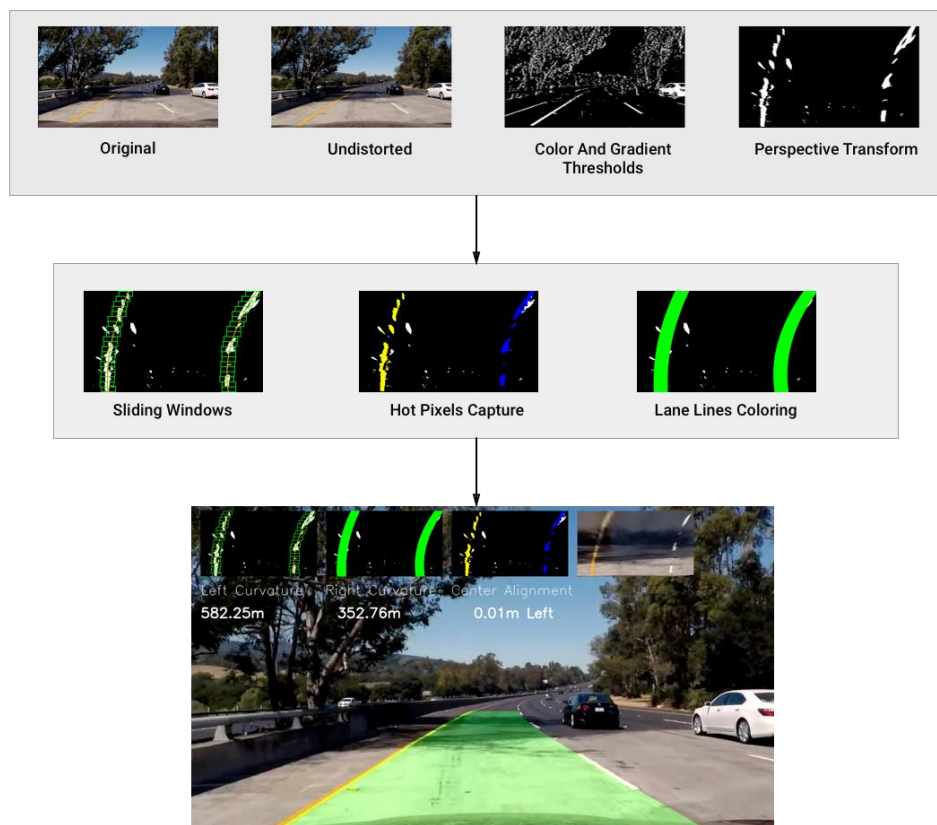 Original
Undistorted
Color And Gradient
Thresholds
Perspective Transform
Sliding Windows
Hot Pixels Capture
Lane Lines Coloring
Left Curvature
Right Curvature
Center Alignment
582.25m
352.76m
0.01m Left